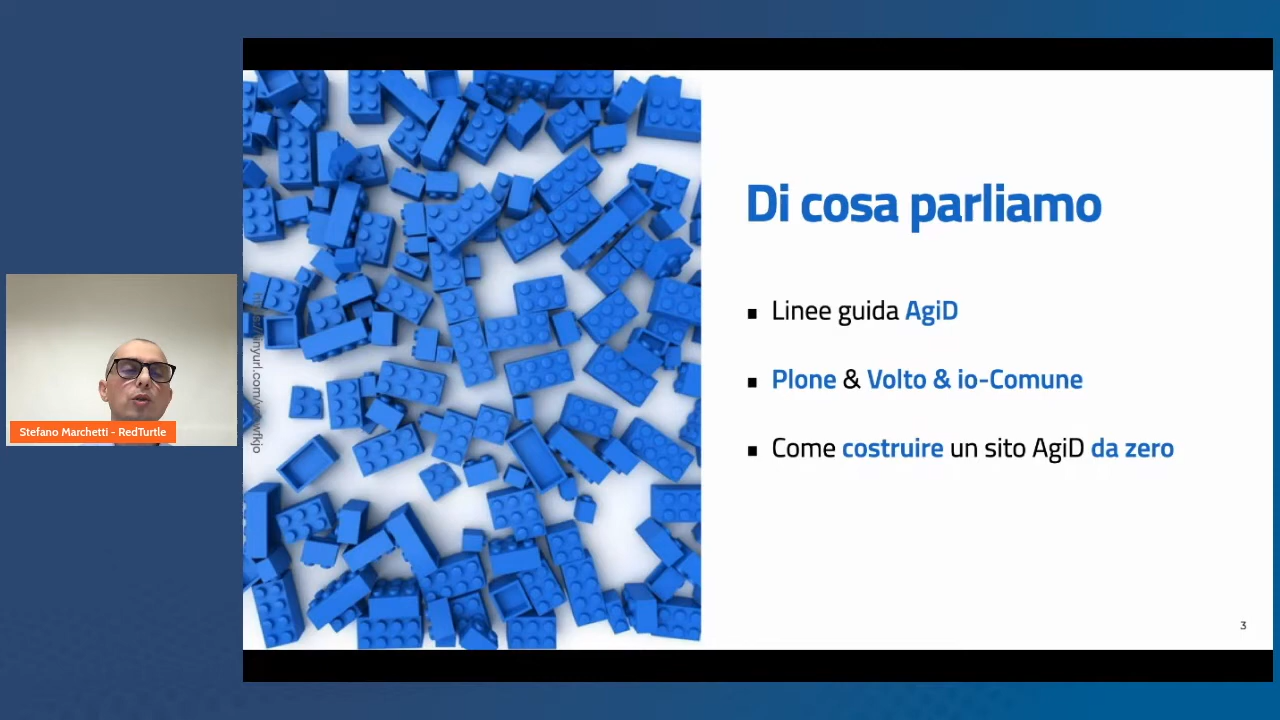 Di cosa parliamo
▪ Linee guida AgiD
▪ Plone & Volto & io-Comune
▪ Come costruire un sito AgiD da zero
3
Stefano Marchetti - RedTurtle